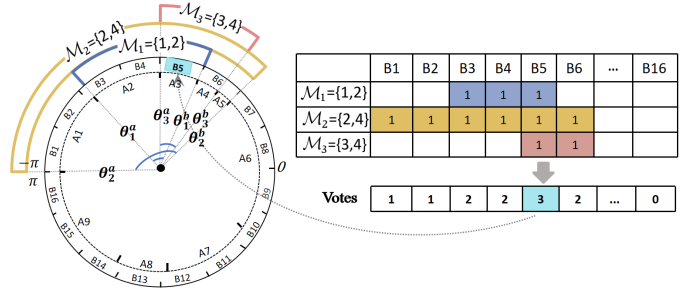 M₃={3,4}
M₂={2,4}
M₁={1,2}
B1
B2
B3
B4
B5
B6
B8
B9
B10
B11
B12
B13
B14
B15
B16
A1
A2
A3
A4
A5
A6
A7
A8
A9
θ₁ᵃ
θ₂ᵃ
θ₃ᵃ
θ₁ᵇ
θ₃ᵇ
θ₂ᵇ
−π
π
0
B1 B2 B3 B4 B5 B6 ... B16
M₁={1,2} 1 1 1
M₂={2,4} 1 1 1 1 1 1
M₃={3,4} 1 1
Votes 1 1 2 2 3 2 ... 0